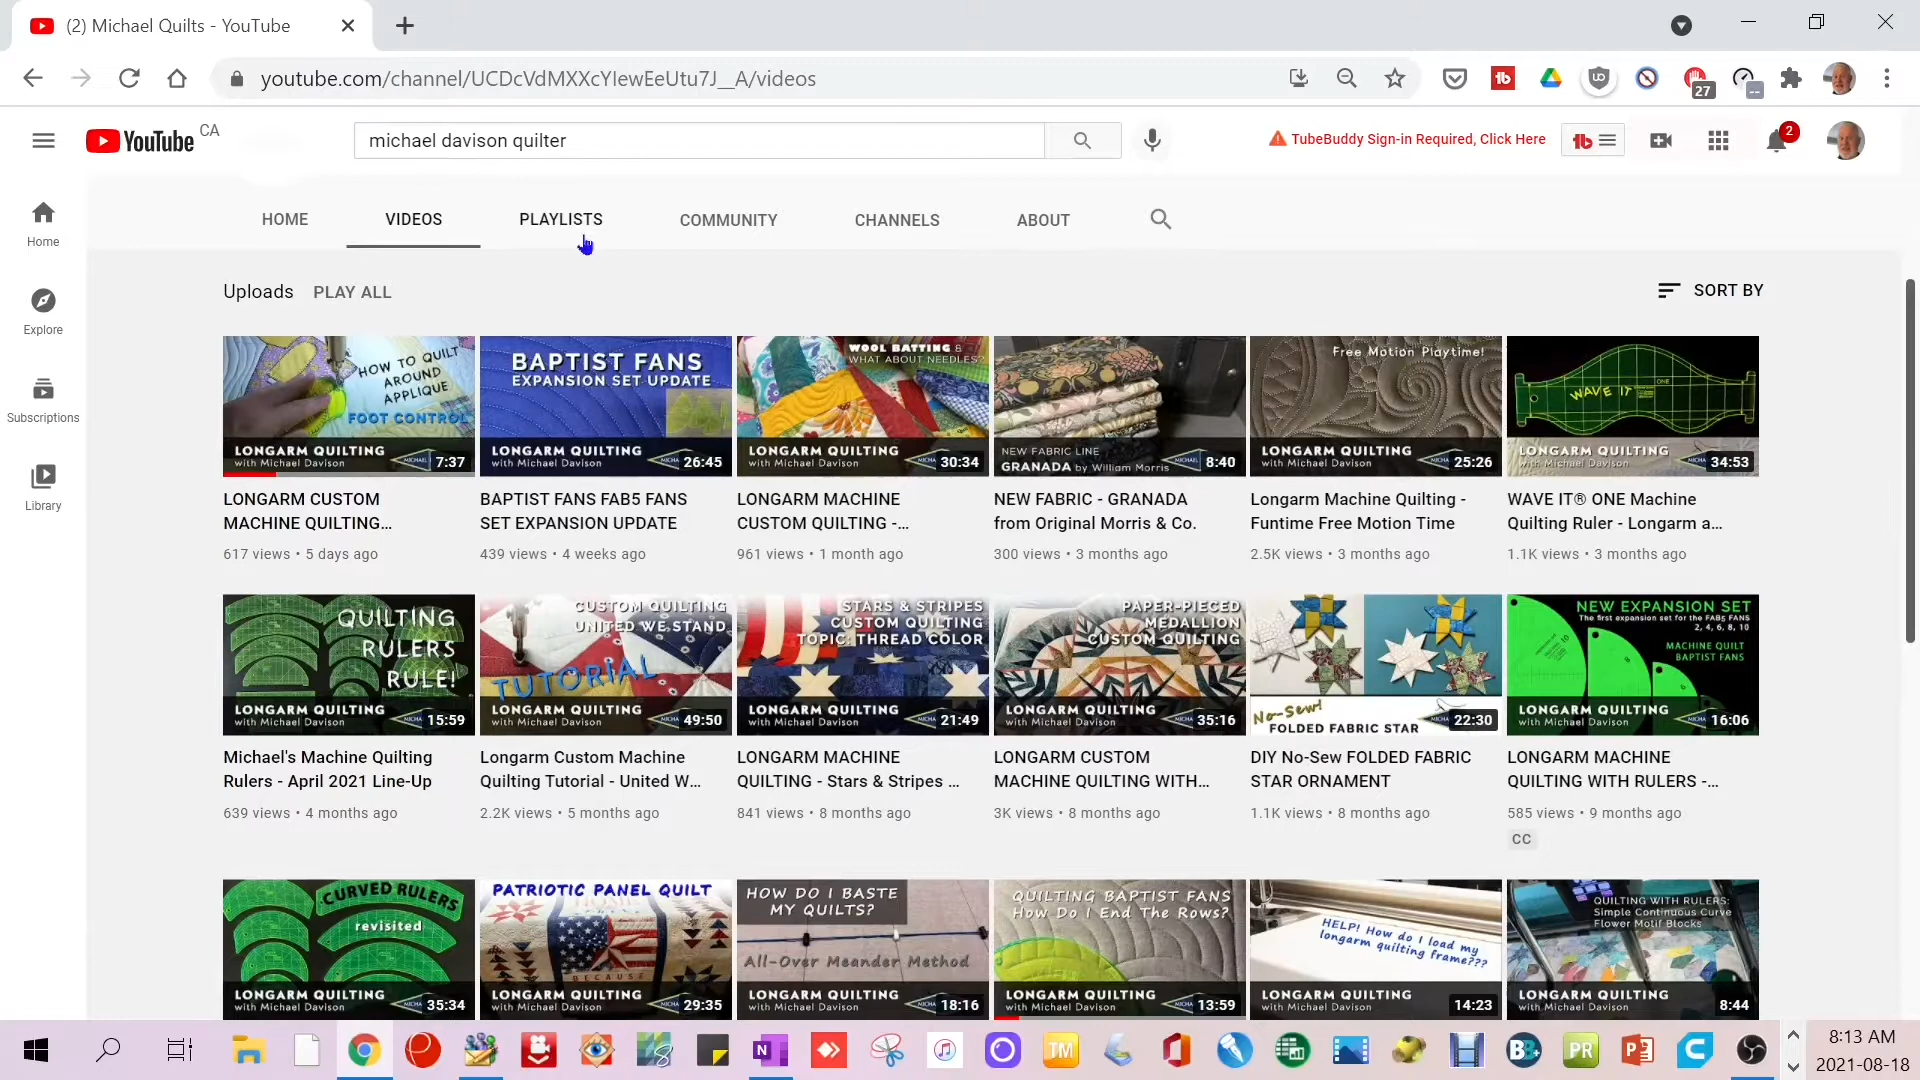 (2) Michael Quilts - YouTube
youtube.com/channel/UCDcVdMXXcYIewEeUtu7J__A/videos
27
YouTube CA
michael davison quilter
TubeBuddy Sign-in Required, Click Here
2
Home
Explore
Subscriptions
Library
HOME VIDEOS PLAYLISTS COMMUNITY CHANNELS ABOUT
Uploads PLAY ALL
SORT BY
HOW TO QUILT
AROUND
APPLIQUE
FOOT CONTROL
LONGARM QUILTING
with Michael Davison
7:37
LONGARM CUSTOM
MACHINE QUILTING...
617 views • 5 days ago
BAPTIST FANS
EXPANSION SET UPDATE
LONGARM QUILTING
with Michael Davison
26:45
BAPTIST FANS FAB5 FANS
SET EXPANSION UPDATE
439 views • 4 weeks ago
WOOL BATTING &
WHAT ABOUT NEEDLES?
LONGARM QUILTING
with Michael Davison
30:34
LONGARM MACHINE
CUSTOM QUILTING -...
961 views • 1 month ago
NEW FABRIC LINE
GRANADA by William Morris
8:40
NEW FABRIC - GRANADA
from Original Morris & Co.
300 views • 3 months ago
Free Motion Playtime!
LONGARM QUILTING
with Michael Davison
25:26
Longarm Machine Quilting -
Funtime Free Motion Time
2.5K views • 3 months ago
WAVE IT ONE
LONGARM QUILTING
with Michael Davison
34:53
WAVE IT® ONE Machine
Quilting Ruler - Longarm a...
1.1K views • 3 months ago
QUILTING
RULERS
RULE!
LONGARM QUILTING
with Michael Davison
15:59
Michael's Machine Quilting
Rulers - April 2021 Line-Up
639 views • 4 months ago
CUSTOM QUILTING
UNITED WE STAND
TUTORIAL
LONGARM QUILTING
with Michael Davison
49:50
Longarm Custom Machine
Quilting Tutorial - United W...
2.2K views • 5 months ago
STARS & STRIPES
CUSTOM QUILTING
TOPIC: THREAD COLOR
LONGARM QUILTING
with Michael Davison
21:49
LONGARM MACHINE
QUILTING - Stars & Stripes ...
841 views • 8 months ago
PAPER-PIECED
MEDALLION
CUSTOM QUILTING
LONGARM QUILTING
with Michael Davison
35:16
LONGARM CUSTOM
MACHINE QUILTING WITH...
3K views • 8 months ago
No-Sew!
FOLDED FABRIC STAR
22:30
DIY No-Sew FOLDED FABRIC
STAR ORNAMENT
1.1K views • 8 months ago
NEW EXPANSION SET
The first expansion set for the FAB5 FANS
2, 4, 6, 8, 10
MACHINE QUILT
BAPTIST FANS
LONGARM QUILTING
with Michael Davison
16:06
LONGARM MACHINE
QUILTING WITH RULERS -...
585 views • 9 months ago
CC
CURVED RULERS
revisited
LONGARM QUILTING
with Michael Davison
35:34
PATRIOTIC PANEL QUILT
BECAUSE
LONGARM QUILTING
with Michael Davison
29:35
HOW DO I BASTE
MY QUILTS?
All-Over Meander Method
LONGARM QUILTING
with Michael Davison
18:16
QUILTING BAPTIST FANS
How Do I End The Rows?
LONGARM QUILTING
with Michael Davison
13:59
HELP! How do I load my
longarm quilting frame???
LONGARM QUILTING
with Michael Davison
14:23
QUILTING WITH RULERS:
Simple Continuous Curve
Flower Motif Blocks
LONGARM QUILTING
with Michael Davison
8:44
8:13 AM
2021-08-18